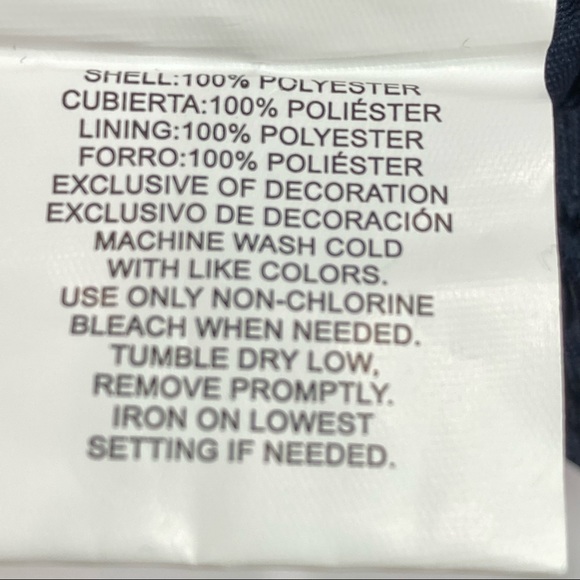 SHELL:100% POLYESTER
CUBIERTA:100% POLIÉSTER
LINING:100% POLYESTER
FORRO:100% POLIÉSTER
EXCLUSIVE OF DECORATION
EXCLUSIVO DE DECORACIÓN
MACHINE WASH COLD
WITH LIKE COLORS.
USE ONLY NON-CHLORINE
BLEACH WHEN NEEDED.
TUMBLE DRY LOW,
REMOVE PROMPTLY.
IRON ON LOWEST
SETTING IF NEEDED.